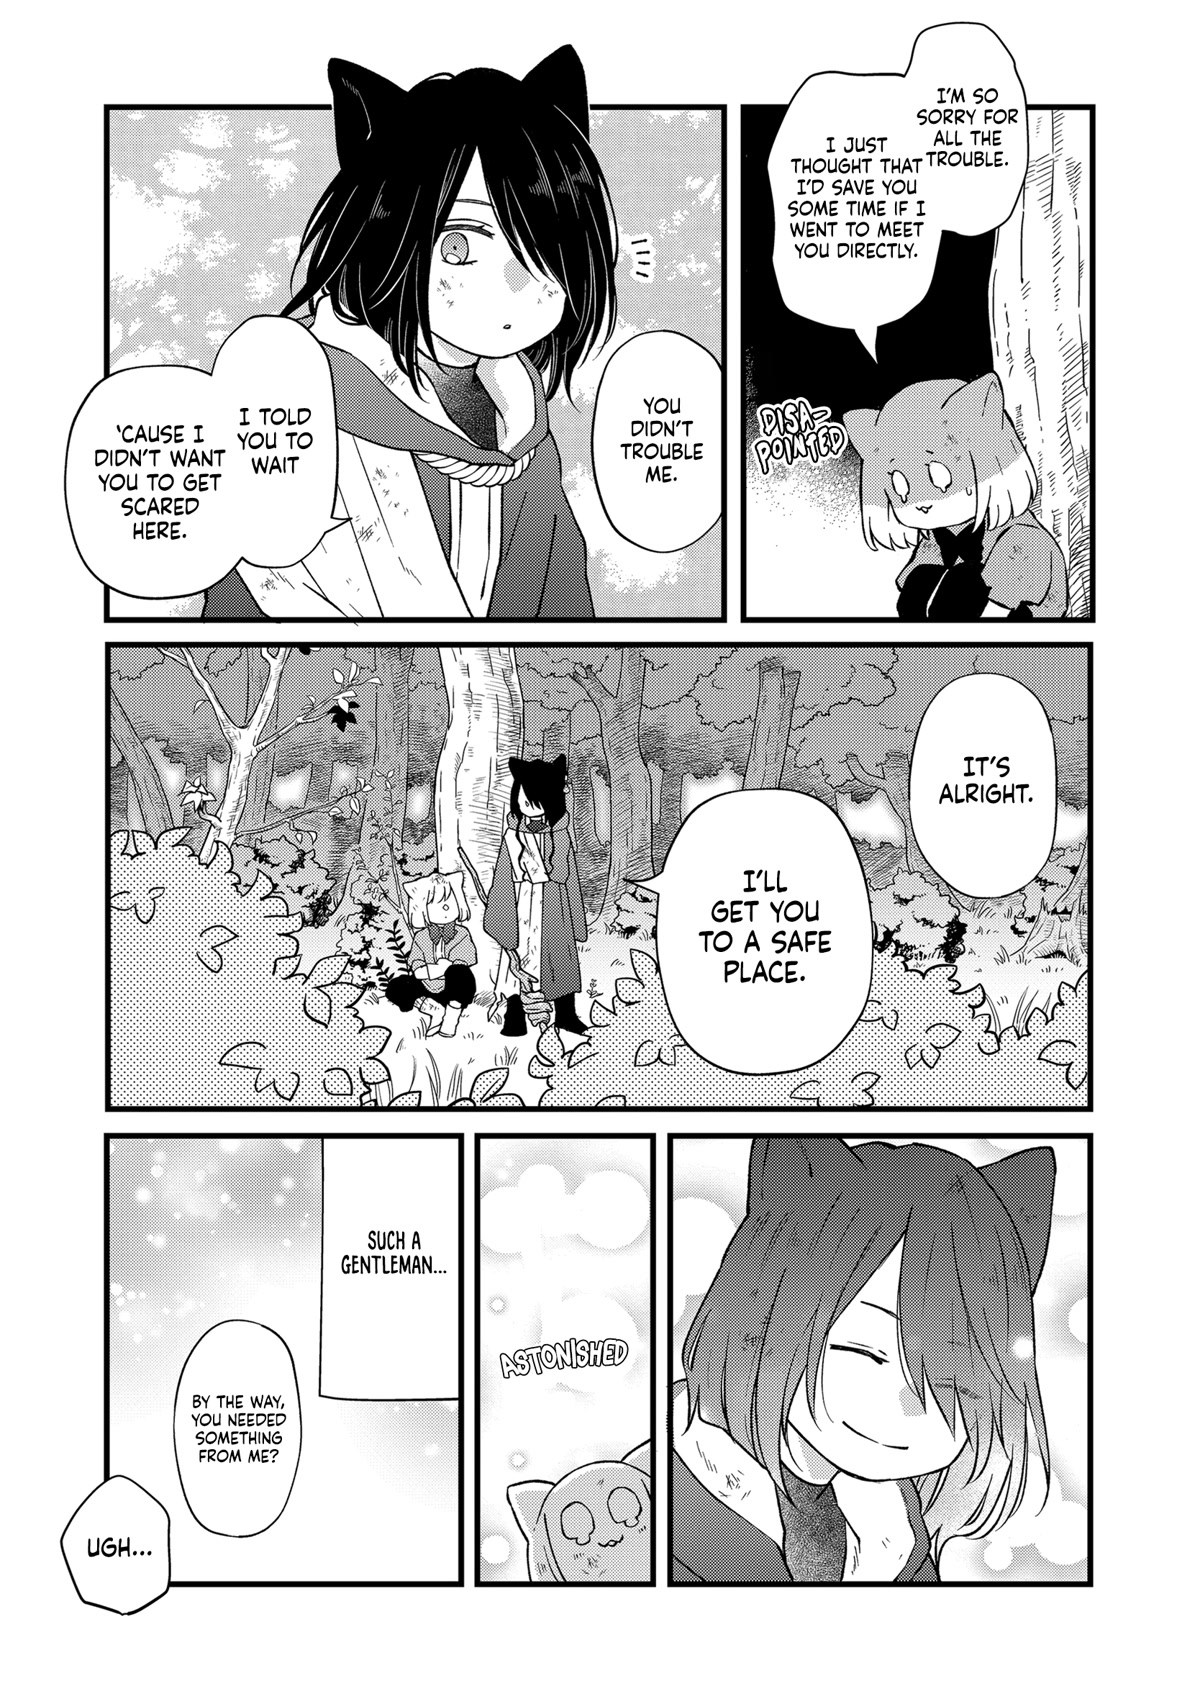 I'M SO
SORRY FOR
ALL THE
TROUBLE.
I JUST
THOUGHT THAT
I'D SAVE YOU
SOME TIME IF I
WENT TO MEET
YOU DIRECTLY.
DISA-
POINTED
YOU
DIDN'T
TROUBLE
ME.
I TOLD
YOU TO
WAIT
'CAUSE I
DIDN'T WANT
YOU TO GET
SCARED
HERE.
IT'S
ALRIGHT.
I'LL
GET YOU
TO A SAFE
PLACE.
ASTONISHED
SUCH A
GENTLEMAN...
BY THE WAY,
YOU NEEDED
SOMETHING
FROM ME?
UGH...